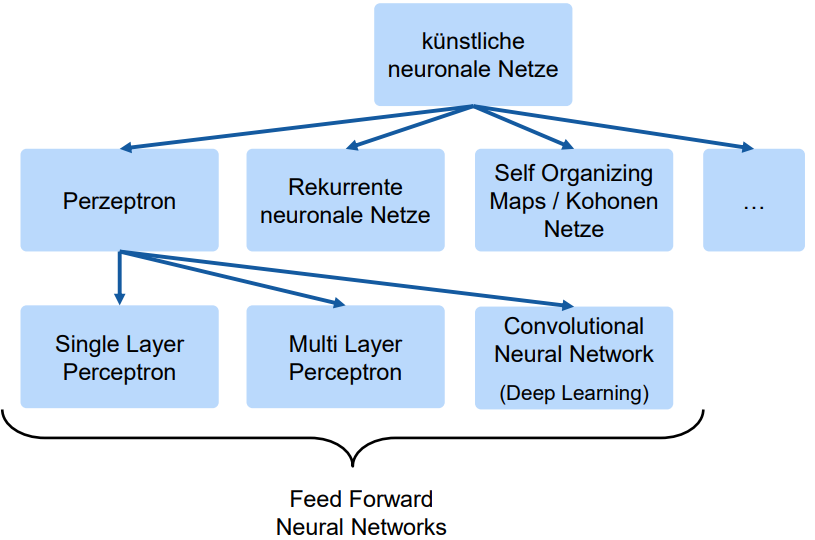 künstliche
neuronale Netze
Perzeptron
Rekurrente
neuronale Netze
Self Organizing
Maps / Kohonen
Netze
…
Single Layer
Perceptron
Multi Layer
Perceptron
Convolutional
Neural Network
(Deep Learning)
Feed Forward
Neural Networks